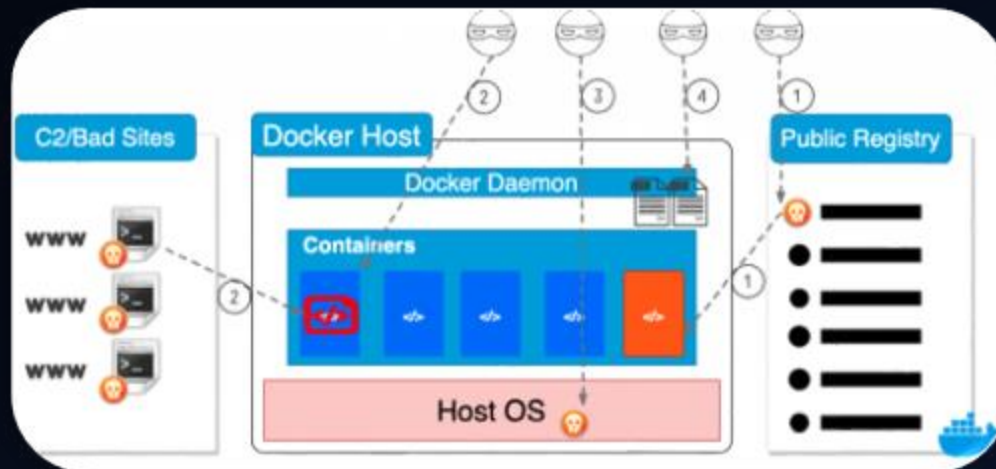 2
3
4
1
C2/Bad Sites
Docker Host
Public Registry
Docker Daemon
www
>_
Containers
2
</>
</>
</>
</>
</>
1
www
>_
www
>_
Host OS